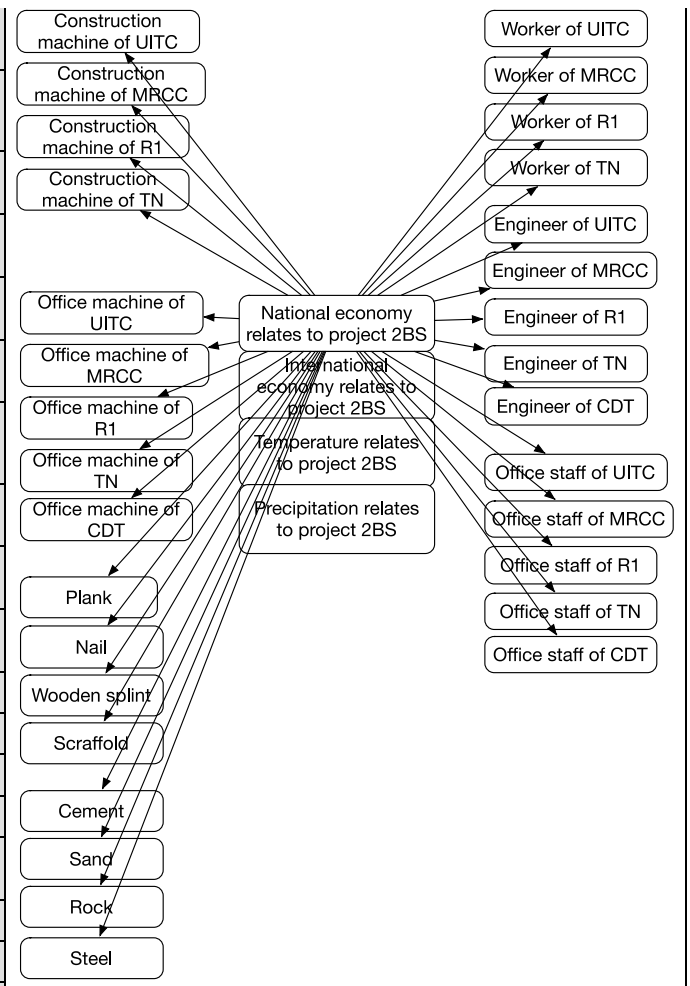 Construction
machine of UITC
Construction
machine of MRCC
Construction
machine of R1
Construction
machine of TN
Office machine of
UITC
Office machine of
MRCC
Office machine of
R1
Office machine of
TN
Office machine of
CDT
Plank
Nail
Wooden splint
Scraffold
Cement
Sand
Rock
Steel
National economy
relates to project 2BS
International
economy relates to
project 2BS
Temperature relates
to project 2BS
Precipitation relates
to project 2BS
Worker of UITC
Worker of MRCC
Worker of R1
Worker of TN
Engineer of UITC
Engineer of MRCC
Engineer of R1
Engineer of TN
Engineer of CDT
Office staff of UITC
Office staff of MRCC
Office staff of R1
Office staff of TN
Office staff of CDT